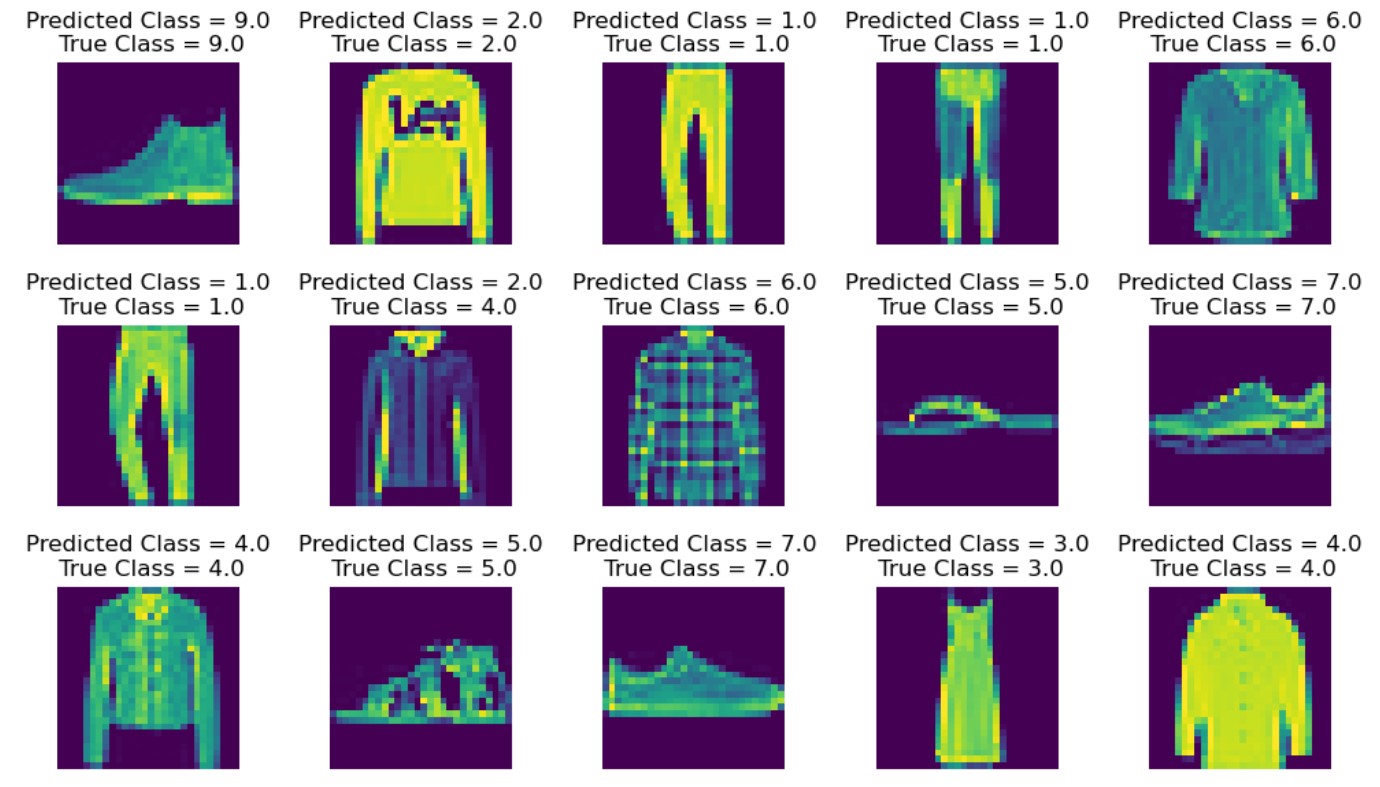 Predicted Class = 9.0
True Class = 9.0
Predicted Class = 2.0
True Class = 2.0
Predicted Class = 1.0
True Class = 1.0
Predicted Class = 1.0
True Class = 1.0
Predicted Class = 6.0
True Class = 6.0
Predicted Class = 1.0
True Class = 1.0
Predicted Class = 2.0
True Class = 4.0
Predicted Class = 6.0
True Class = 6.0
Predicted Class = 5.0
True Class = 5.0
Predicted Class = 7.0
True Class = 7.0
Predicted Class = 4.0
True Class = 4.0
Predicted Class = 5.0
True Class = 5.0
Predicted Class = 7.0
True Class = 7.0
Predicted Class = 3.0
True Class = 3.0
Predicted Class = 4.0
True Class = 4.0